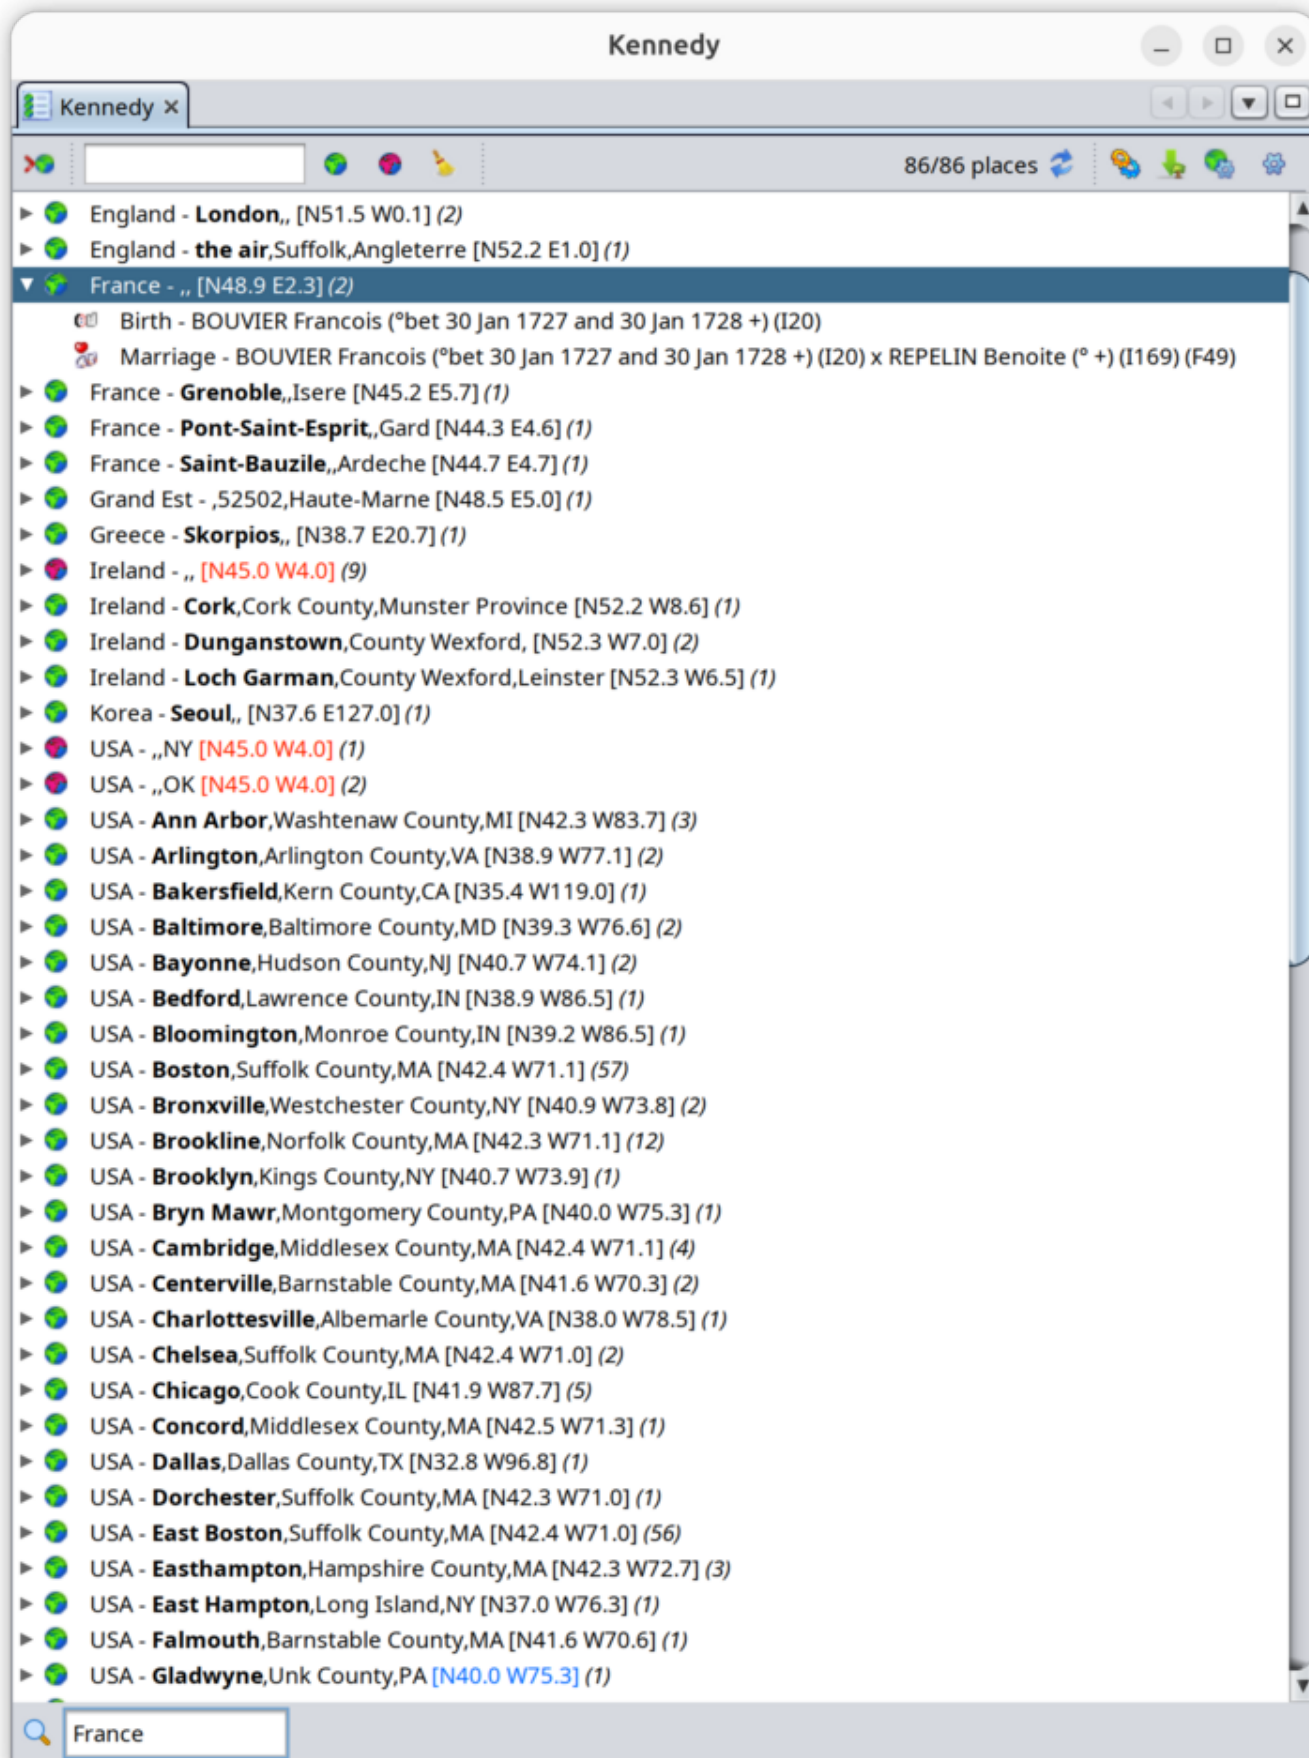 Kennedy
Kennedy
86/86 places
England - London,, [N51.5 W0.1] (2)
England - the air,Suffolk,Angleterre [N52.2 E1.0] (1)
France - ,, [N48.9 E2.3] (2)
Birth - BOUVIER Francois (°bet 30 Jan 1727 and 30 Jan 1728 +) (I20)
Marriage - BOUVIER Francois (°bet 30 Jan 1727 and 30 Jan 1728 +) (I20) x REPELIN Benoite (° +) (I169) (F49)
France - Grenoble,,Isere [N45.2 E5.7] (1)
France - Pont-Saint-Esprit,,Gard [N44.3 E4.6] (1)
France - Saint-Bauzile,,Ardeche [N44.7 E4.7] (1)
Grand Est - ,52502,Haute-Marne [N48.5 E5.0] (1)
Greece - Skorpios,, [N38.7 E20.7] (1)
Ireland - ,, [N45.0 W4.0] (9)
Ireland - Cork,Cork County,Munster Province [N52.2 W8.6] (1)
Ireland - Dunganstown,County Wexford, [N52.3 W7.0] (2)
Ireland - Loch Garman,County Wexford,Leinster [N52.3 W6.5] (1)
Korea - Seoul,, [N37.6 E127.0] (1)
USA - ,,NY [N45.0 W4.0] (1)
USA - ,,OK [N45.0 W4.0] (2)
USA - Ann Arbor,Washtenaw County,MI [N42.3 W83.7] (3)
USA - Arlington,Arlington County,VA [N38.9 W77.1] (2)
USA - Bakersfield,Kern County,CA [N35.4 W119.0] (1)
USA - Baltimore,Baltimore County,MD [N39.3 W76.6] (2)
USA - Bayonne,Hudson County,NJ [N40.7 W74.1] (2)
USA - Bedford,Lawrence County,IN [N38.9 W86.5] (1)
USA - Bloomington,Monroe County,IN [N39.2 W86.5] (1)
USA - Boston,Suffolk County,MA [N42.4 W71.1] (57)
USA - Bronxville,Westchester County,NY [N40.9 W73.8] (2)
USA - Brookline,Norfolk County,MA [N42.3 W71.1] (12)
USA - Brooklyn,Kings County,NY [N40.7 W73.9] (1)
USA - Bryn Mawr,Montgomery County,PA [N40.0 W75.3] (1)
USA - Cambridge,Middlesex County,MA [N42.4 W71.1] (4)
USA - Centerville,Barnstable County,MA [N41.6 W70.3] (2)
USA - Charlottesville,Albemarle County,VA [N38.0 W78.5] (1)
USA - Chelsea,Suffolk County,MA [N42.4 W71.0] (2)
USA - Chicago,Cook County,IL [N41.9 W87.7] (5)
USA - Concord,Middlesex County,MA [N42.5 W71.3] (1)
USA - Dallas,Dallas County,TX [N32.8 W96.8] (1)
USA - Dorchester,Suffolk County,MA [N42.3 W71.0] (1)
USA - East Boston,Suffolk County,MA [N42.4 W71.0] (56)
USA - Easthampton,Hampshire County,MA [N42.3 W72.7] (3)
USA - East Hampton,Long Island,NY [N37.0 W76.3] (1)
USA - Falmouth,Barnstable County,MA [N41.6 W70.6] (1)
USA - Gladwyne,Unk County,PA [N40.0 W75.3] (1)
France